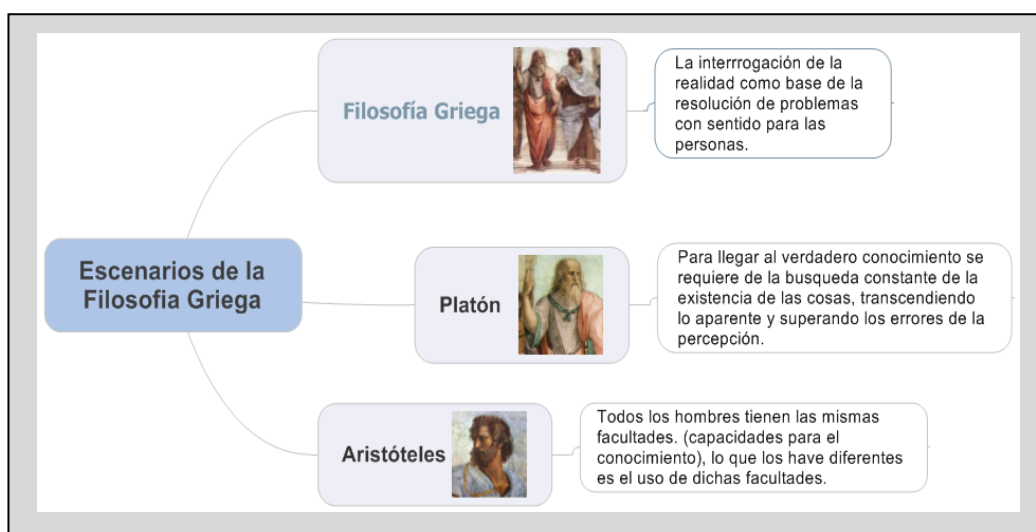 Filosofía Griega
La interrrogación de la
realidad como base de la
resolución de problemas
con sentido para las
personas.
Escenarios de la
Filosofia Griega
Platón
Para llegar al verdadero conocimiento se
requiere de la busqueda constante de la
existencia de las cosas, transcendiendo
lo aparente y superando los errores de la
percepción.
Aristóteles
Todos los hombres tienen las mismas
facultades. (capacidades para el
conocimiento), lo que los have diferentes
es el uso de dichas facultades.